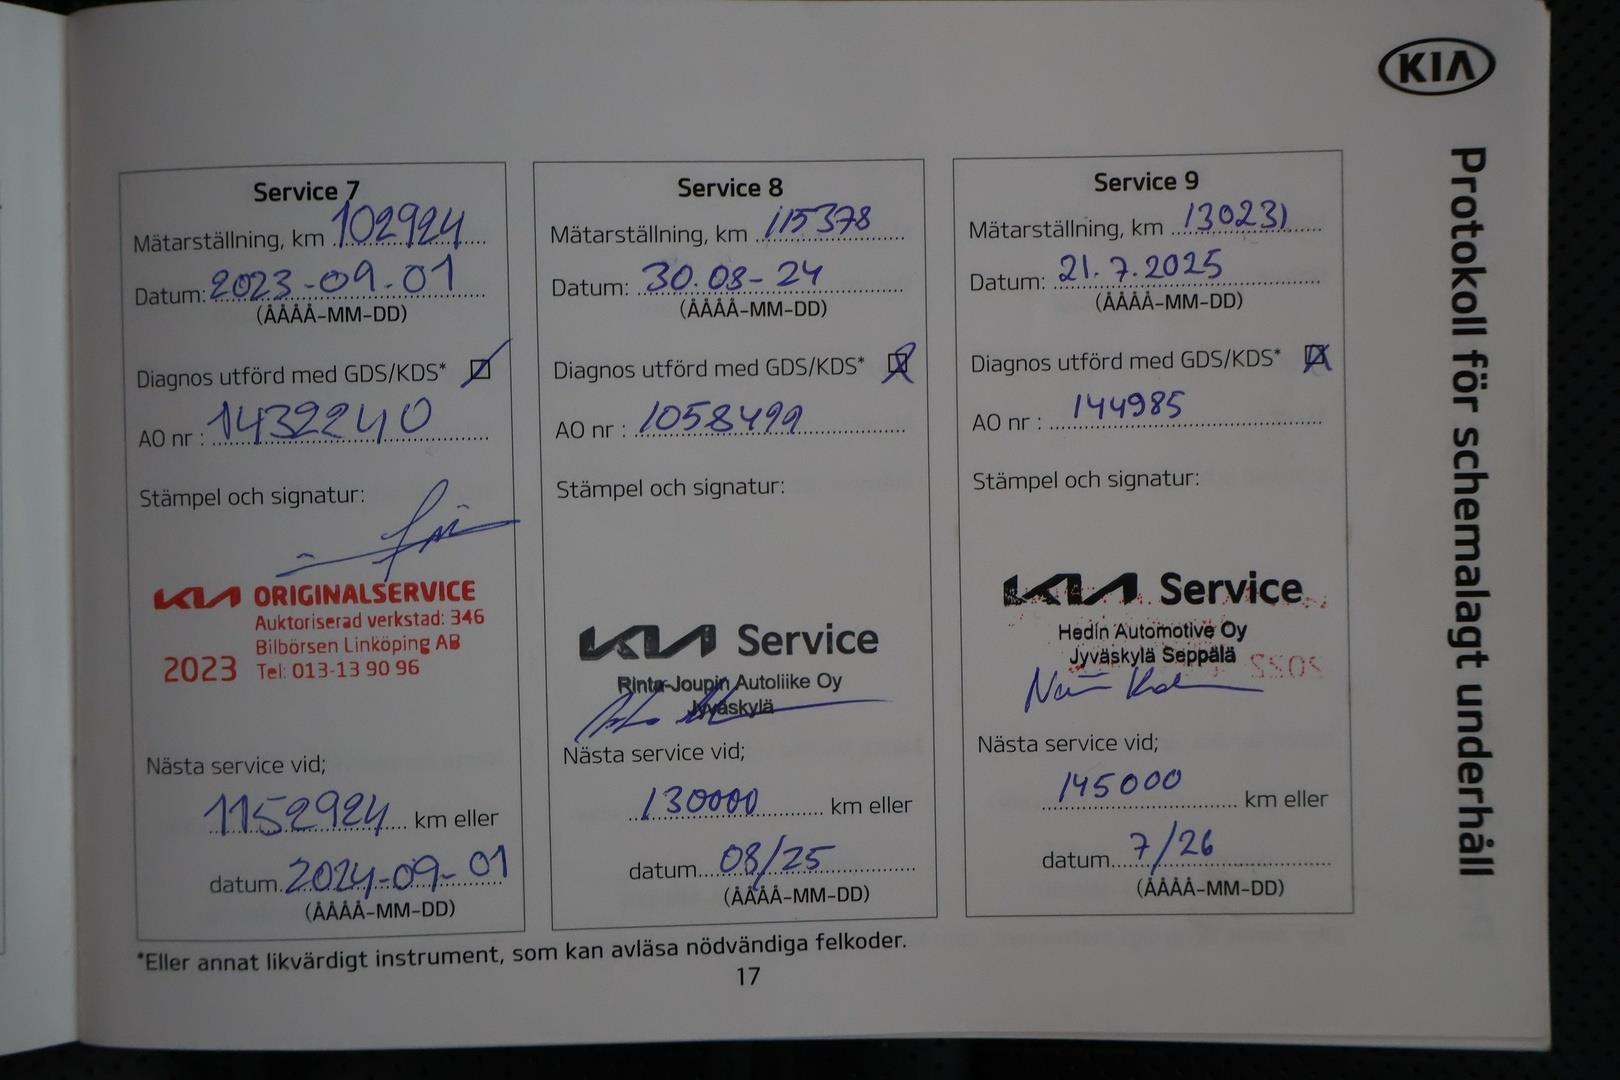 KIA
Protokoll för schemalagt underhåll
Service 7
Mätarställning, km 102924
Datum: 2023-09-01
(ÅÅÅÅ-MM-DD)
Diagnos utförd med GDS/KDS*
AO nr : 1432240
Stämpel och signatur:
KIA ORIGINALSERVICE
Auktoriserad verkstad: 346
Bilbörsen Linköping AB
2023 Tel: 013-13 90 96
Nästa service vid;
1152924 km eller
datum 2024-09-01
(ÅÅÅÅ-MM-DD)
Service 8
Mätarställning, km 115378
Datum: 30.08-24
(ÅÅÅÅ-MM-DD)
Diagnos utförd med GDS/KDS*
AO nr : 1058499
Stämpel och signatur:
KIA Service
Rinta-Joupin Autoliike Oy
Jyväskylä
Nästa service vid;
130000 km eller
datum 08/25
(ÅÅÅÅ-MM-DD)
Service 9
Mätarställning, km 130231
Datum: 21.7.2025
(ÅÅÅÅ-MM-DD)
Diagnos utförd med GDS/KDS*
AO nr : 144985
Stämpel och signatur:
KIA Service
Hedin Automotive Oy
Jyväskylä Seppälä
Nästa service vid;
145000 km eller
datum 7/26
(ÅÅÅÅ-MM-DD)
*Eller annat likvärdigt instrument, som kan avläsa nödvändiga felkoder.
17